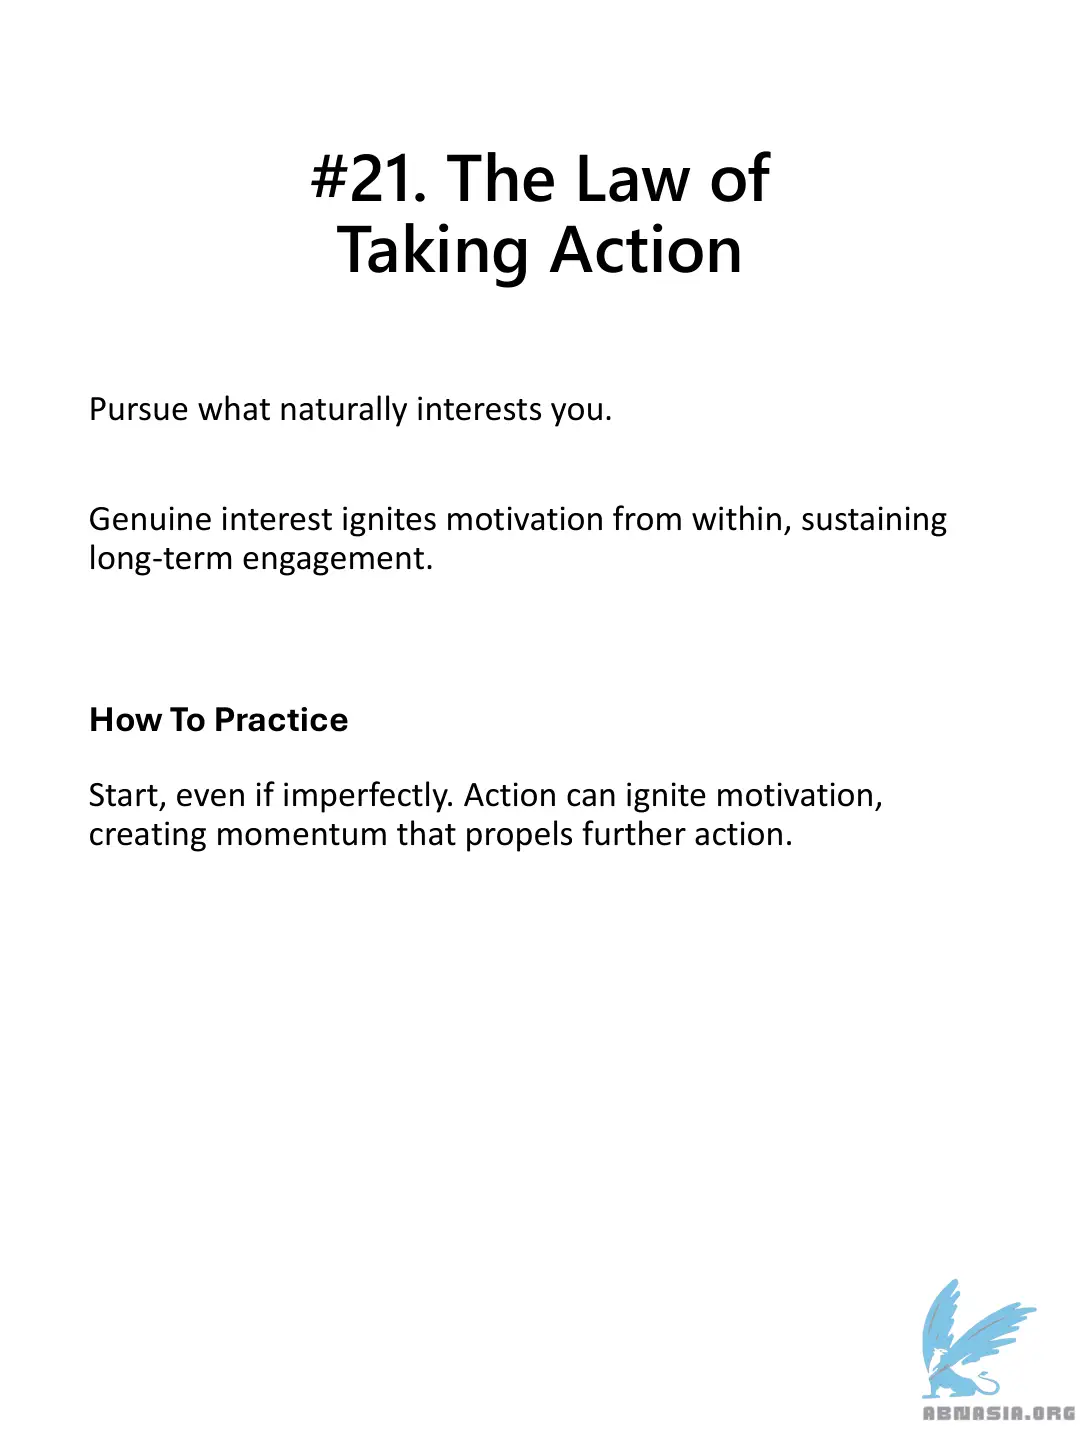 #21. The Law of
Taking Action
Pursue what naturally interests you.
Genuine interest ignites motivation from within, sustaining
long-term engagement.
How To Practice
Start, even if imperfectly. Action can ignite motivation,
creating momentum that propels further action.
ABNASIA.ORG